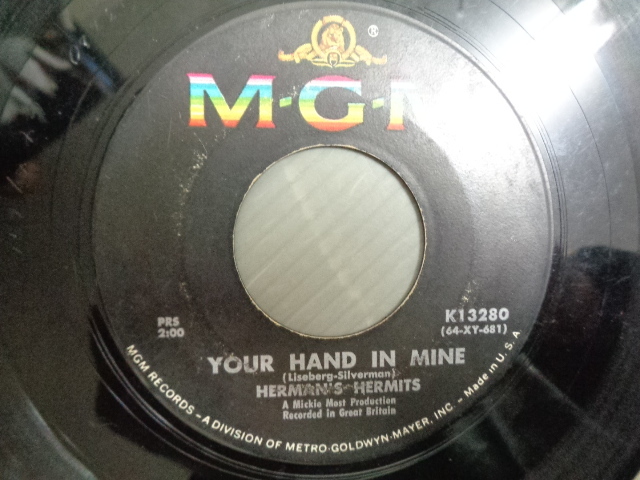 ®
M·G·M
PRS
2:00
K13280
(64-XY-681)
YOUR HAND IN MINE
(Liseberg-Silverman)
HERMAN'S HERMITS
A Mickie Most Production
Recorded in Great Britain
MGM RECORDS - A DIVISION OF METRO-GOLDWYN-MAYER, INC. - Made in U.S.A.